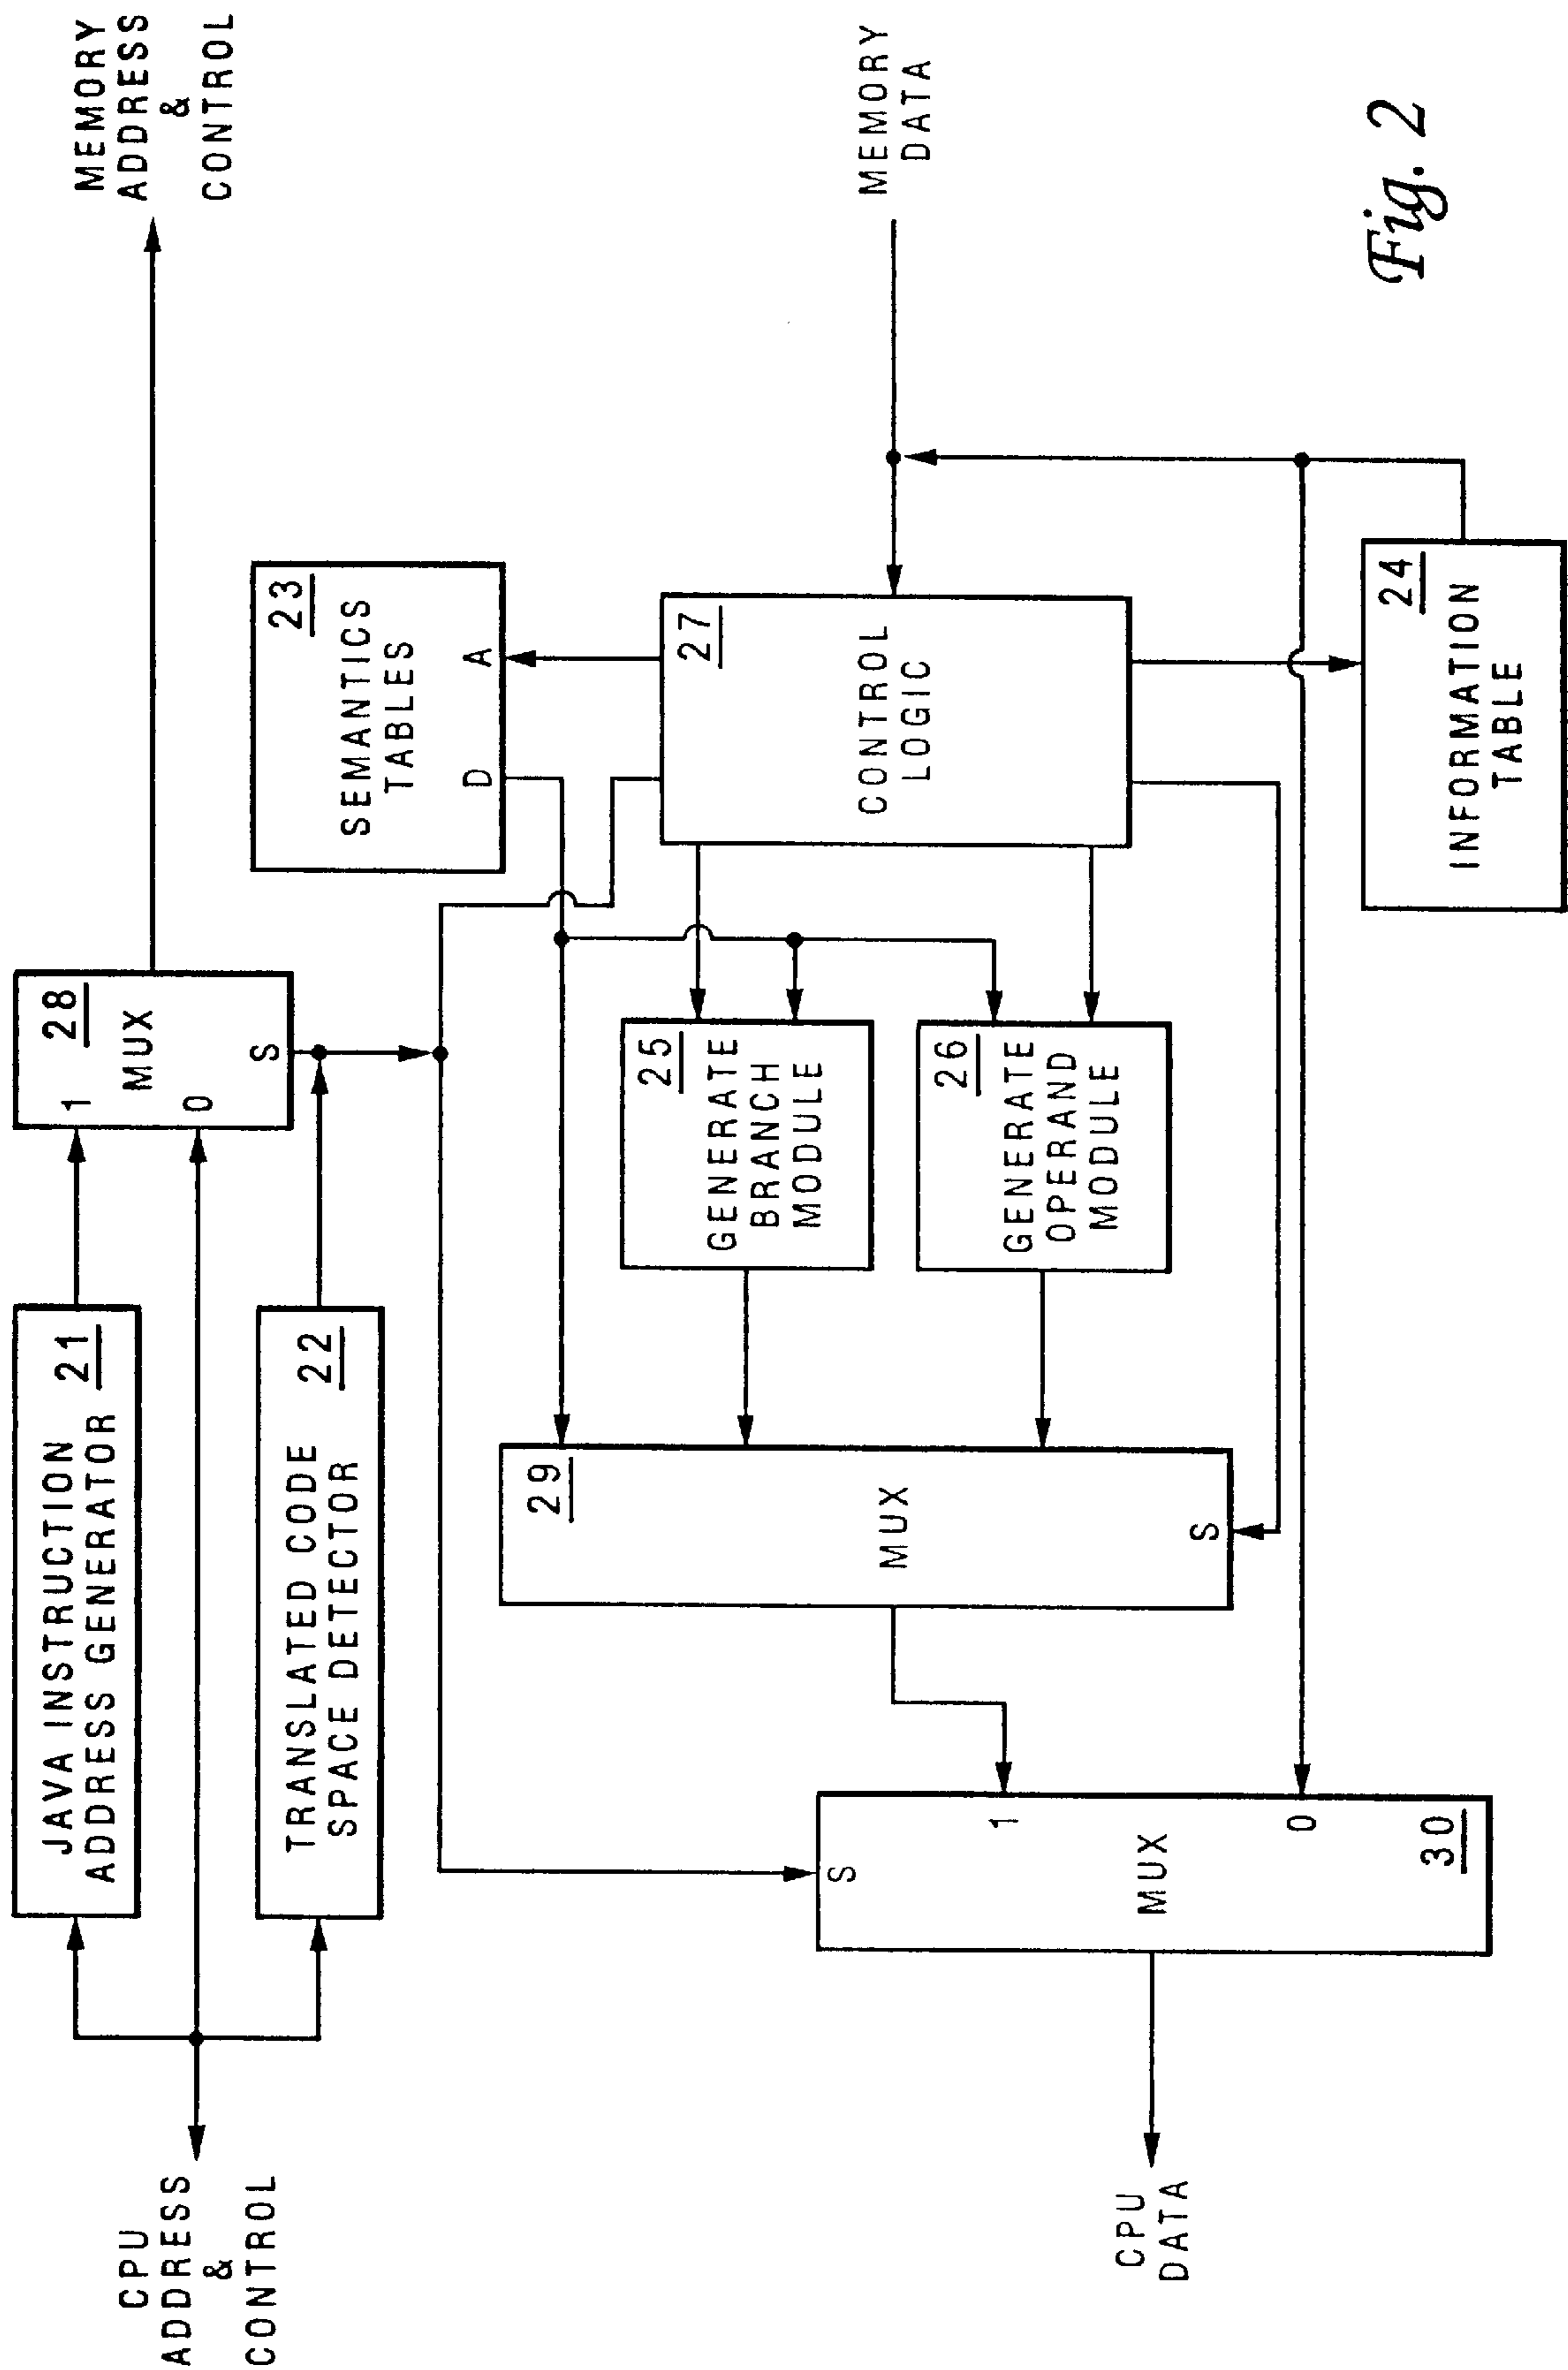 CPU
ADDRESS
&
CONTROL
JAVA INSTRUCTION
ADDRESS GENERATOR 21
TRANSLATED CODE
SPACE DETECTOR 22
1
28
MUX
0
S
MEMORY
ADDRESS
&
CONTROL
23
SEMANTICS
TABLES
D
A
29
MUX
S
25
GENERATE
BRANCH
MODULE
26
GENERATE
OPERAND
MODULE
27
CONTROL
LOGIC
MEMORY
DATA
S
1
MUX
0
30
CPU
DATA
24
INFORMATION
TABLE
Fig. 2